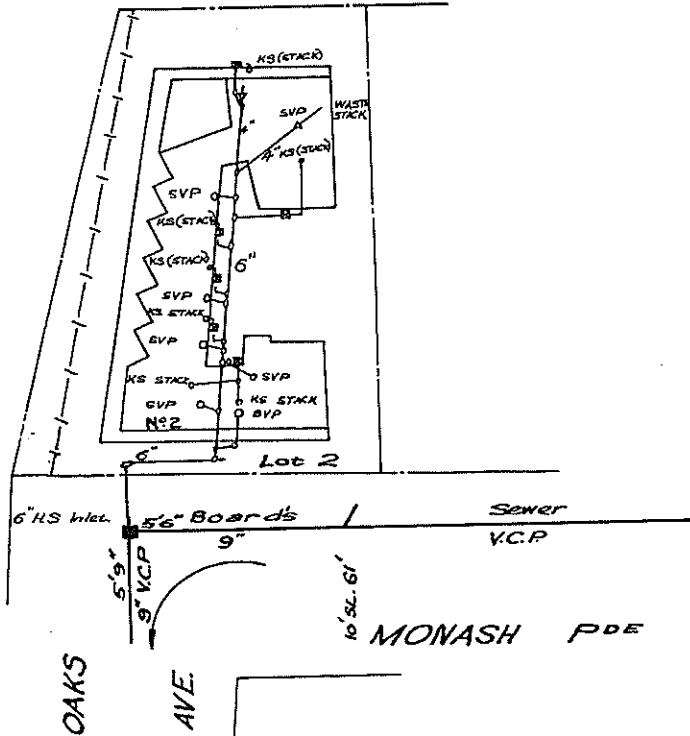 KS (STACK)
SVP
WASTE
STACK
4"
4" KS (STACK)
SVP
KS (STACK)
KS (STACK)
6"
SVP
KS STACK
SVP
SVP
KS STACK
KS STACK
SVP
SVP
Nº2
6"
Lot 2
6" HS Inlet
5'6" Board's
Sewer
9"
V.C.P.
5'9"
9" V.C.P
10' SL. 61'
MONASH PDE
OAKS
AVE.